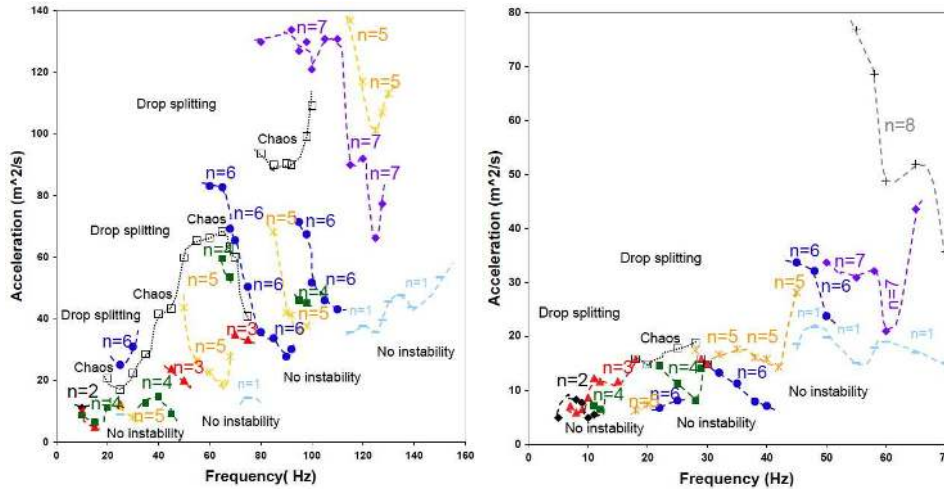 140
120
100
80
60
40
20
0
Acceleration (m^2/s)
n=7
n=5
Drop splitting
n=5
Chaos
n=7
n=6
n=7
n=6
Chaos
n=5
n=6
Drop splitting
n=4
n=6
n=5
Chaos
n=4
n=1
Drop splitting
n=6
n=3
n=6
No instability
Chaos
n=3
No instability
n=2
n=4
n=4
n=1
n=5
No instability
No instability
0 20 40 60 80 100 120 140 160
Frequency( Hz)
80
70
60
50
40
30
20
10
0
Acceleration (m^2/s)
n=8
n=6
n=7
Drop splitting
n=6
n=7
Drop splitting
n=1
n=1
Chaos
n=5
n=5
n=3
n=2
n=4
n=4
n=6
n=5
n=6
No instability
No instability
No instability
0 10 20 30 40 50 60 70
Frequency (Hz)